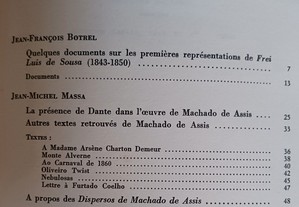 JEAN-FRANÇOIS BOTREL
Quelques documents sur les premières représentations de Frei
Luis de Sousa (1843-1850) 7
Documents 13
JEAN-MICHEL MASSA
La présence de Dante dans l'œuvre de Machado de Assis 25
Autres textes retrouvés de Machado de Assis 33
TEXTES :
A Madame Arsène Charton Demeur 36
Monte Alverne 38
Ao Carnaval de 1860 40
Oliveiro Twist 42
Nebulosas 45
Lettre à Furtado Coelho 47
A propos des Dispersos de Machado de Assis 48